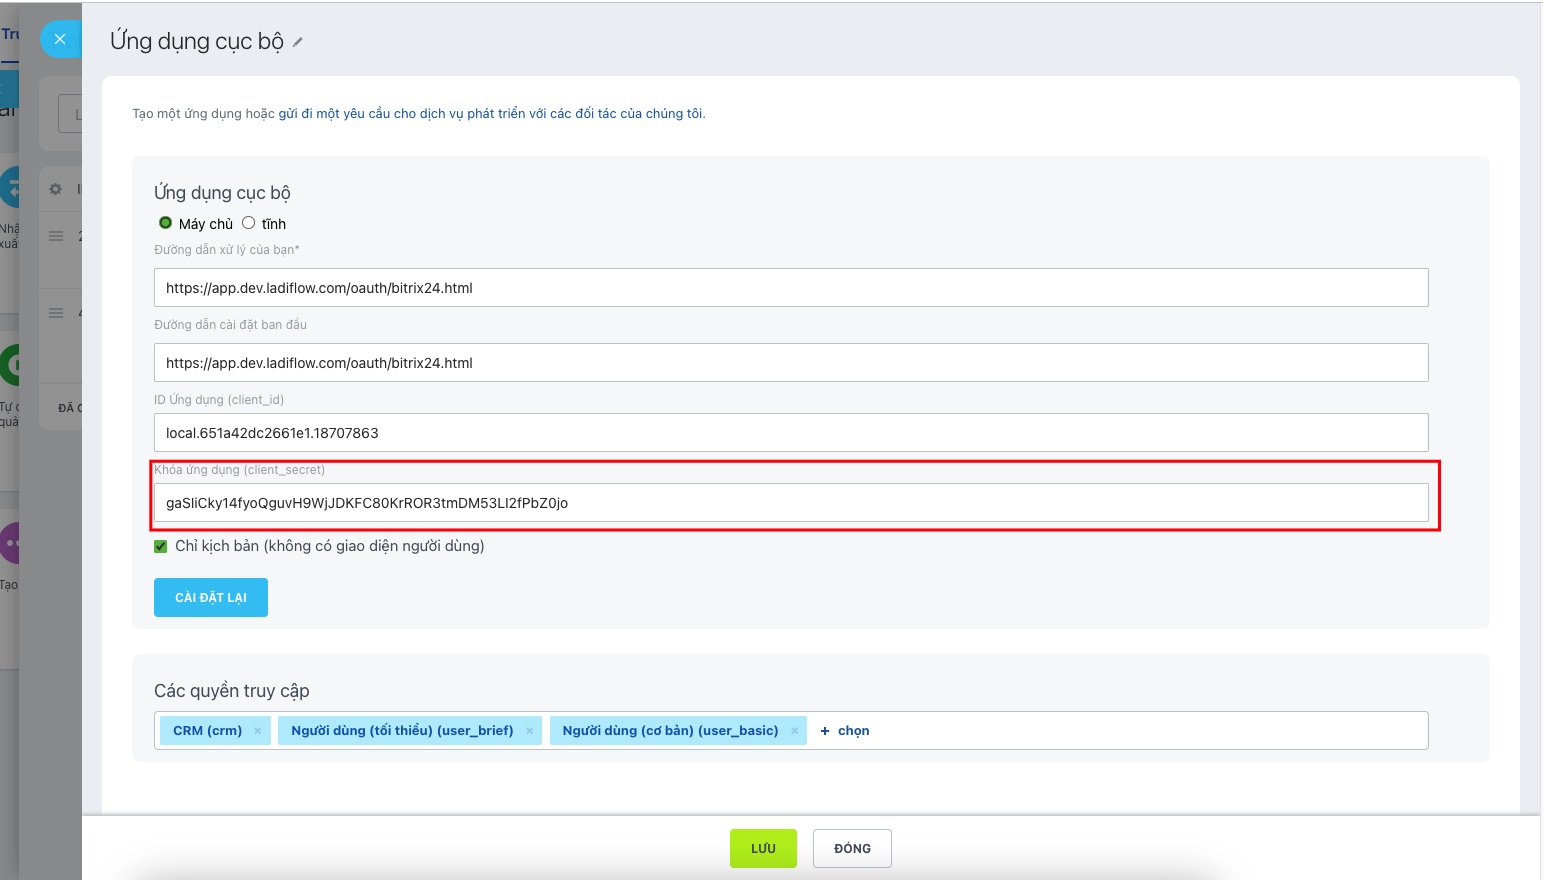 Ứng dụng cục bộ
Tạo một ứng dụng hoặc gửi đi một yêu cầu cho dịch vụ phát triển với các đối tác của chúng tôi.
Ứng dụng cục bộ
Máy chủ tĩnh
Đường dẫn xử lý của bạn*
https://app.dev.ladiflow.com/oauth/bitrix24.html
Đường dẫn cài đặt ban đầu
https://app.dev.ladiflow.com/oauth/bitrix24.html
ID Ứng dụng (client_id)
local.651a42dc2661e1.18707863
Khóa ứng dụng (client_secret)
gaSliCky14fyoQguvH9WjJDKFC80KrROR3tmDM53LI2fPbZ0jo
Chỉ kịch bản (không có giao diện người dùng)
CÀI ĐẶT LẠI
Các quyền truy cập
CRM (crm) × Người dùng (tối thiểu) (user_brief) × Người dùng (cơ bản) (user_basic) × + chọn
LƯU ĐÓNG